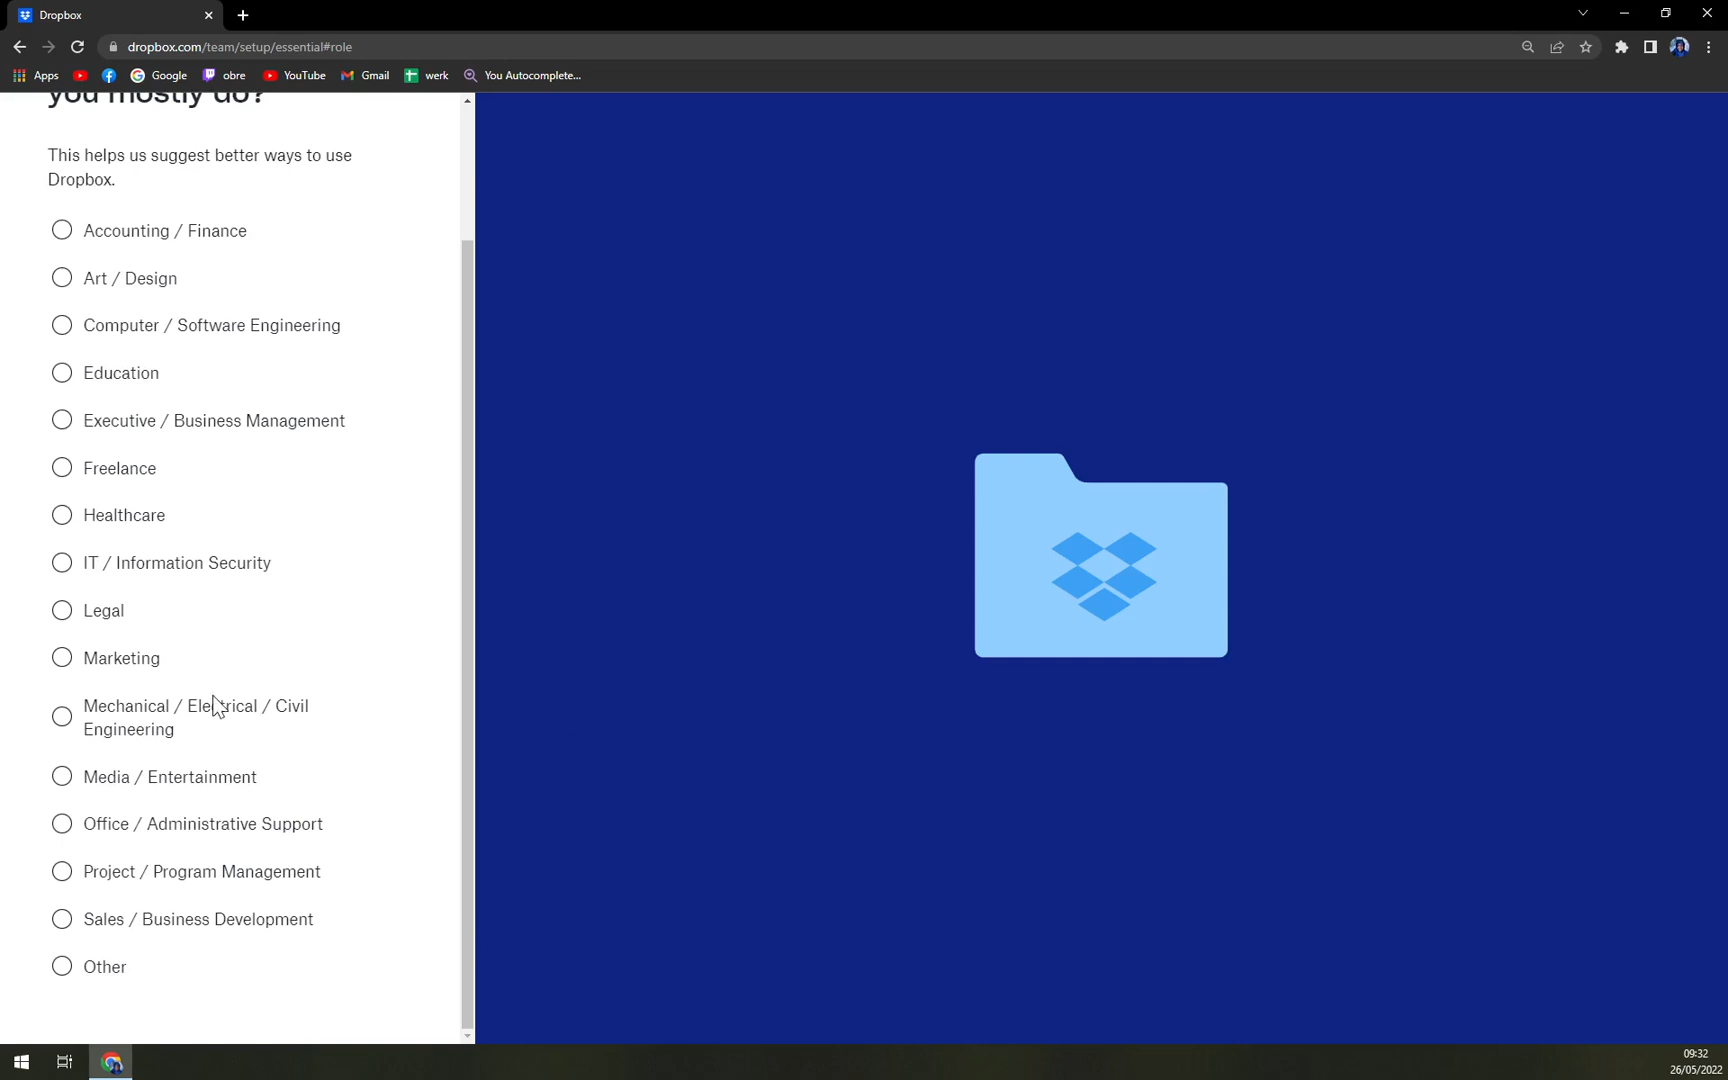 Dropbox
dropbox.com/team/setup/essential#role
Apps
Google
obre
YouTube
Gmail
werk
You Autocomplete...
you mostly do?
This helps us suggest better ways to use
Dropbox.
Accounting / Finance
Art / Design
Computer / Software Engineering
Education
Executive / Business Management
Freelance
Healthcare
IT / Information Security
Legal
Marketing
Mechanical / Electrical / Civil
Engineering
Media / Entertainment
Office / Administrative Support
Project / Program Management
Sales / Business Development
Other
09:32
26/05/2022